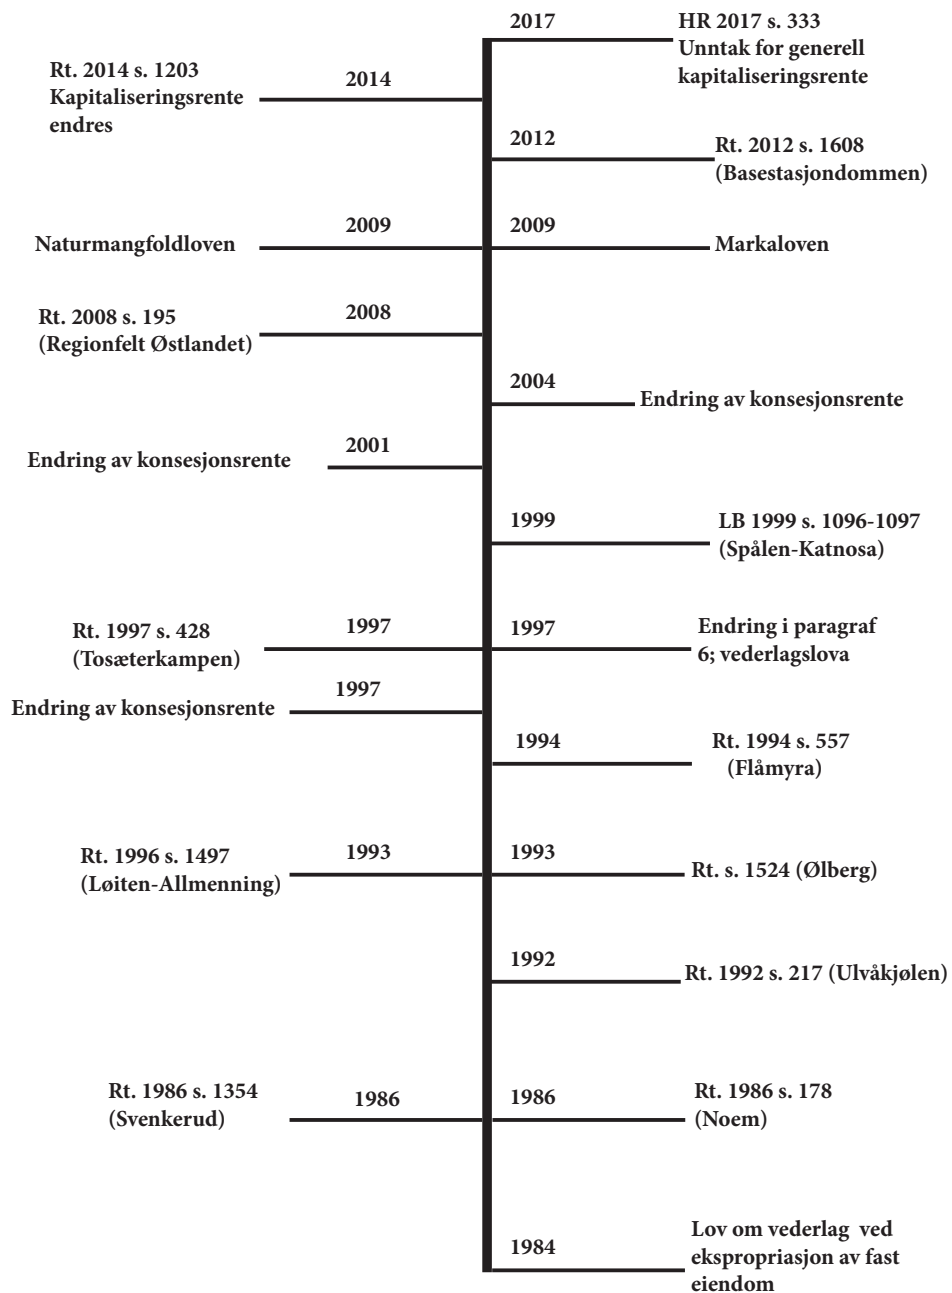 2017
HR 2017 s. 333
Unntak for generell
kapitaliseringsrente
Rt. 2014 s. 1203
Kapitaliseringsrente
endres
2014
2012
Rt. 2012 s. 1608
(Basestasjondommen)
Naturmangfoldloven
2009
2009
Markaloven
Rt. 2008 s. 195
(Regionfelt Østlandet)
2008
2004
Endring av konsesjonsrente
Endring av konsesjonsrente
2001
1999
LB 1999 s. 1096-1097
(Spålen-Katnosa)
Rt. 1997 s. 428
(Tosæterkampen)
1997
1997
Endring i paragraf
6; vederlagslova
Endring av konsesjonsrente
1997
1994
Rt. 1994 s. 557
(Flåmyra)
Rt. 1996 s. 1497
(Løiten-Allmenning)
1993
1993
Rt. s. 1524 (Ølberg)
1992
Rt. 1992 s. 217 (Ulvåkjølen)
Rt. 1986 s. 1354
(Svenkerud)
1986
1986
Rt. 1986 s. 178
(Noem)
1984
Lov om vederlag ved
ekspropriasjon av fast
eiendom